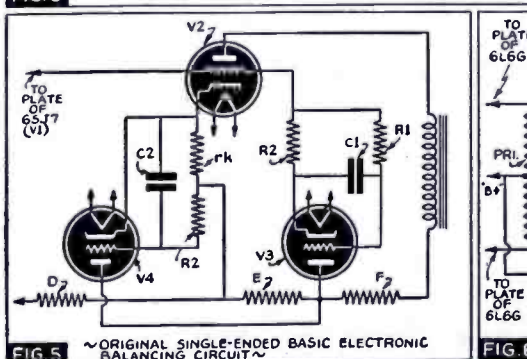 V2
TO
PLATE
OF
6SJ7
(V1)
C2
rk
R2
C1
R1
R2
V4
V3
D
E
F
FIG. 5
~ORIGINAL SINGLE-ENDED BASIC ELECTRONIC
BALANCING CIRCUIT~
TO
PLATE
OF
6L6G
PRI.
"B+"
TO
PLATE
OF
6L6G
FIG.